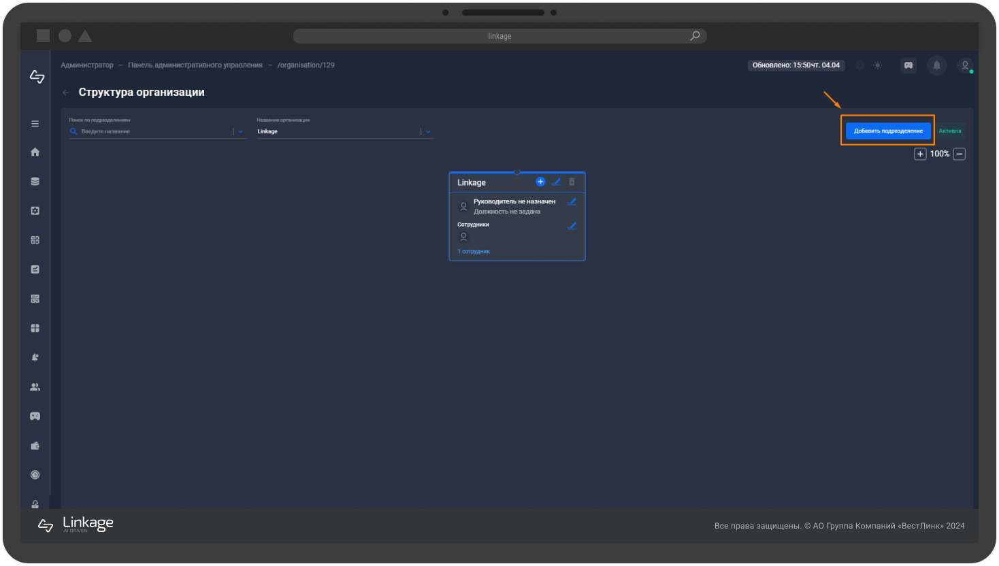 linkage
Администратор – Панель административного управления – /organisation/129
Обновлено: 15:50 чт. 04.04
Структура организации
Поиск по подразделениям
Введите название
Название организации
Linkage
Добавить подразделение
Активна
100%
Linkage
Руководитель не назначен
Должность не задана
Сотрудники
1 сотрудник
Linkage
AI DRIVEN
Все права защищены. © АО Группа Компаний «ВестЛинк» 2024